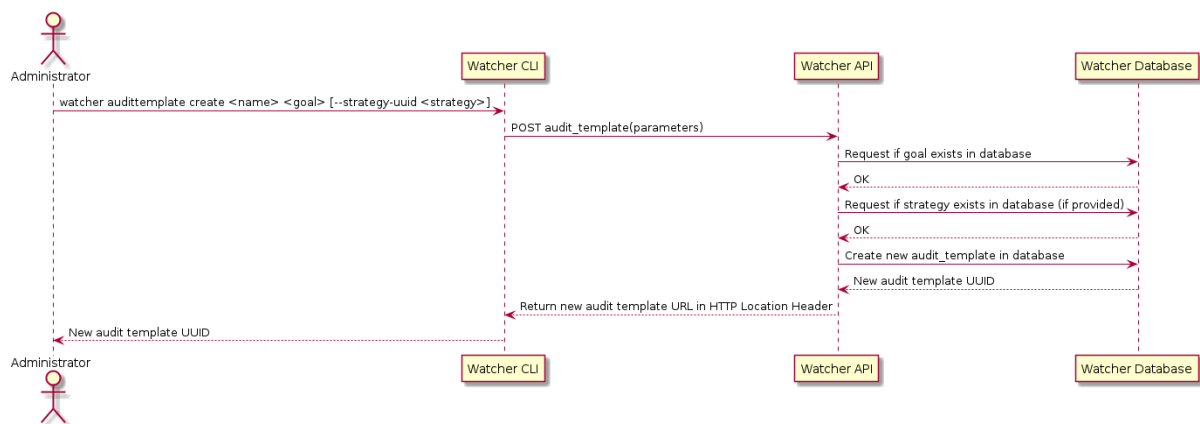 Administrator
Watcher CLI
Watcher API
Watcher Database
watcher audittemplate create <name> <goal> [--strategy-uuid <strategy>]
POST audit_template(parameters)
Request if goal exists in database
OK
Request if strategy exists in database (if provided)
OK
Create new audit_template in database
New audit template UUID
Return new audit template URL in HTTP Location Header
New audit template UUID
Administrator
Watcher CLI
Watcher API
Watcher Database